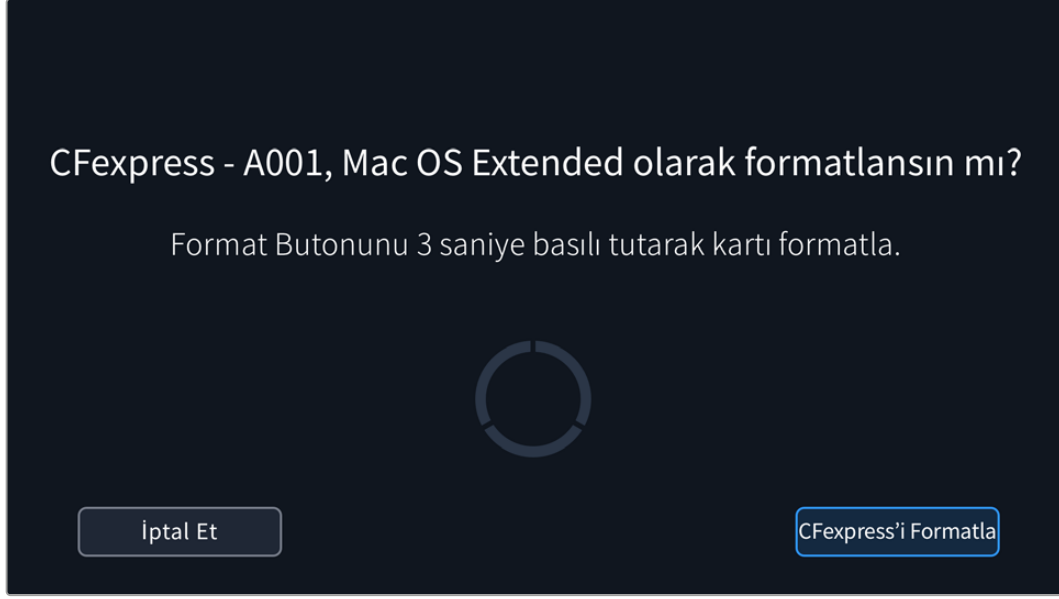 CFexpress - A001, Mac OS Extended olarak formatlansın mı?
Format Butonunu 3 saniye basılı tutarak kartı formatla.
İptal Et
CFexpress’i Formatla